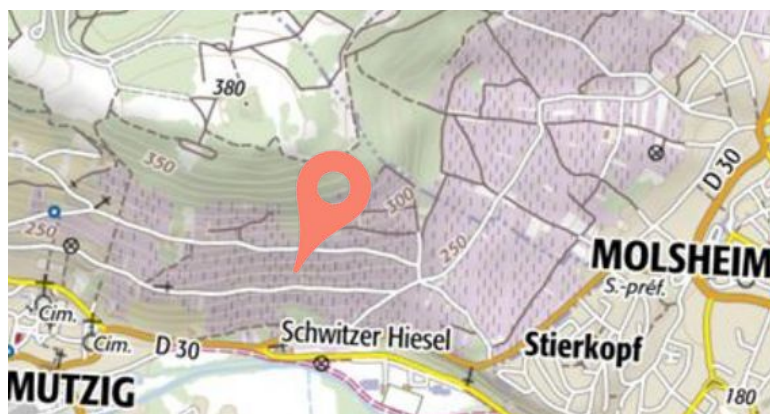 380
350
300
250
250
D 30
MOLSHEIM
S.-préf.
Cim.
Cim.
D 30
Schwitzer Hiesel
Stierkopf
MUTZIG
180